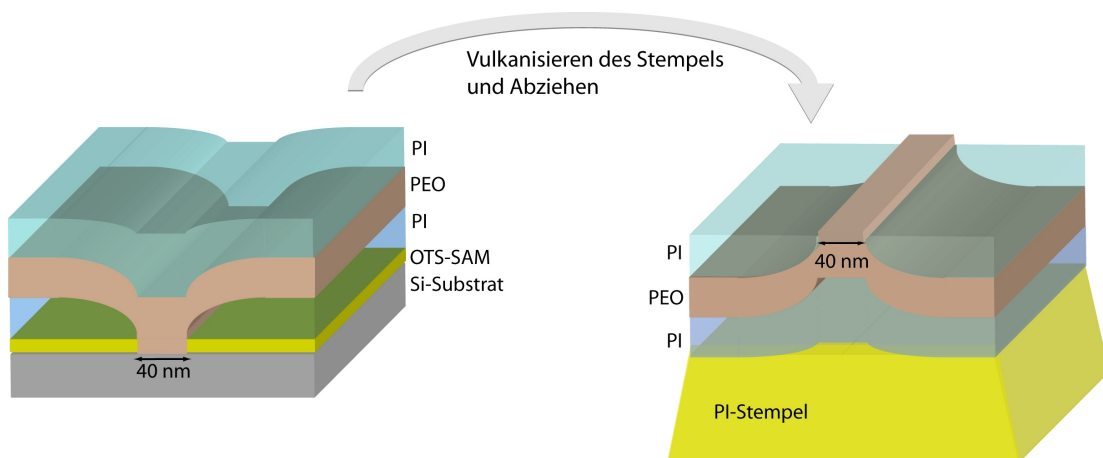 Vulkanisieren des Stempels
und Abziehen
PI
PEO
PI
OTS-SAM
Si-Substrat
40 nm
PI
40 nm
PEO
PI
PI-Stempel